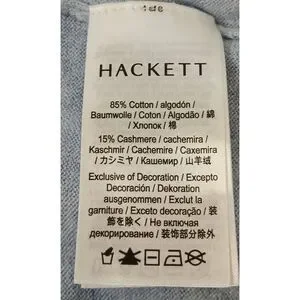 HACKETT
85% Cotton / algodón /
Baumwolle / Coton / Algodão / 綿
/ Хлопок / 棉
15% Cashmere / cachemira /
Kaschmir / Cachemire / Caxemira
/ カシミヤ / Кашемир / 山羊绒
Exclusive of Decoration / Excepto
Decoración / Dekoration
ausgenommen / Exclut la
garniture / Exceto decoração / 装
飾を除く / Не включая
декорирование / 装饰部分除外